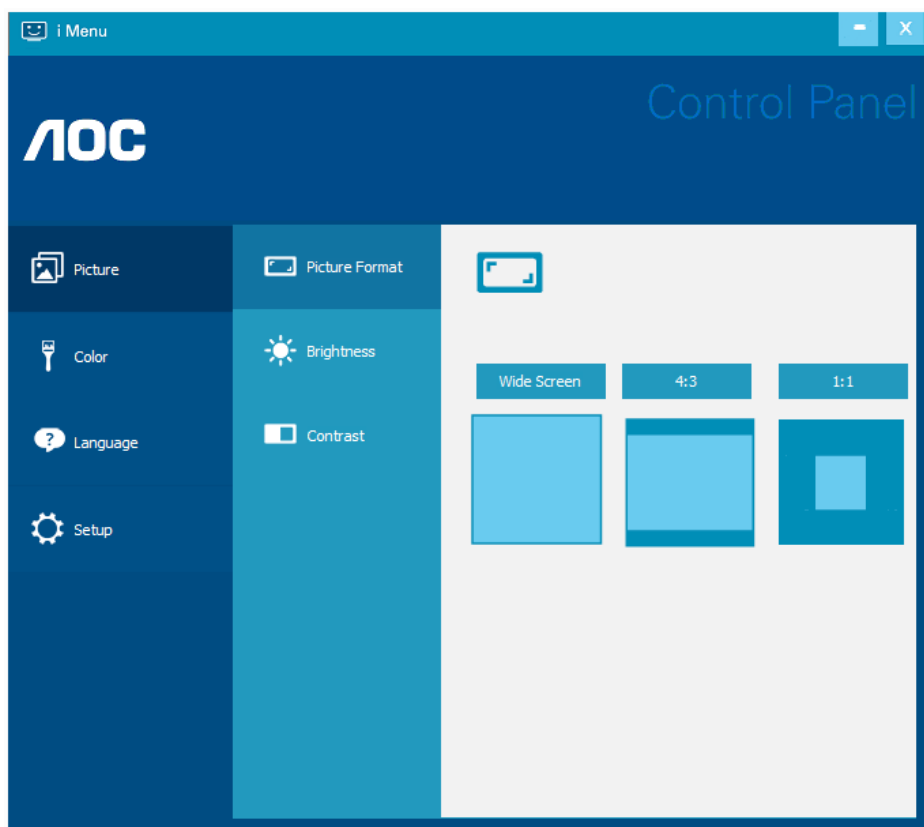 i Menu
Control Panel
AOC
Picture
Color
Language
Setup
Picture Format
Brightness
Contrast
Wide Screen
4:3
1:1